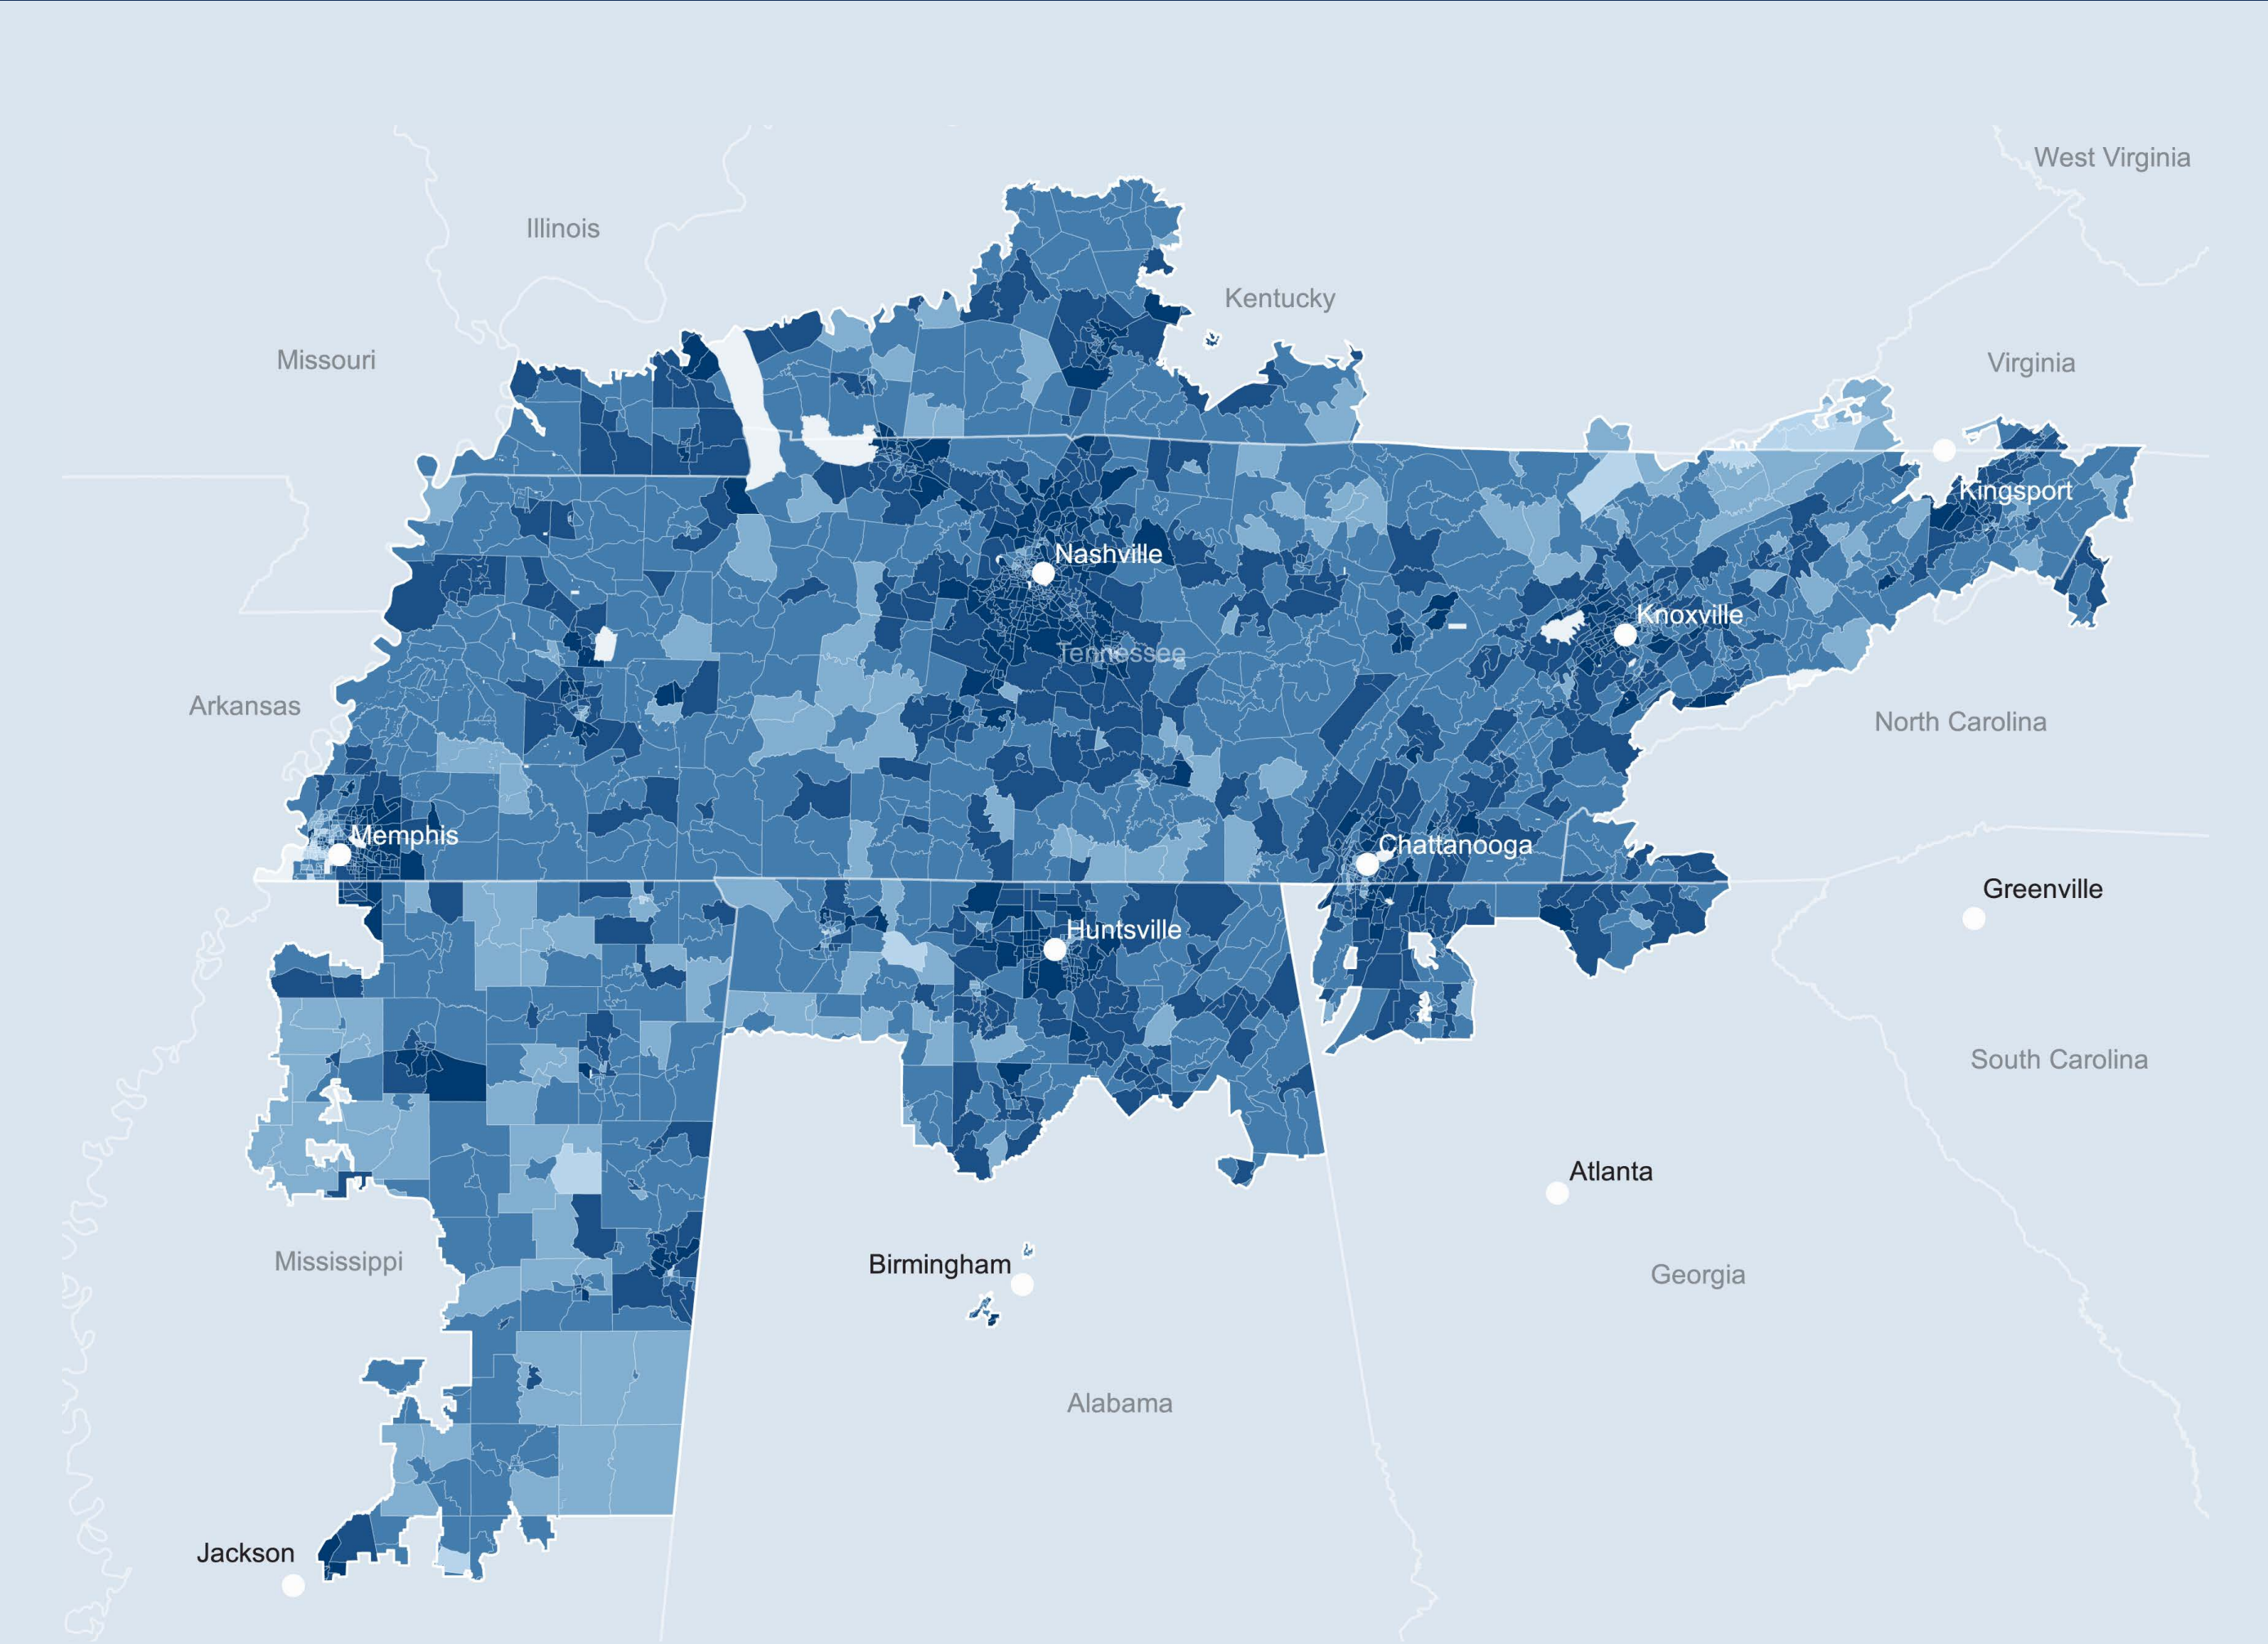 West Virginia
Illinois
Kentucky
Missouri
Virginia
Kingsport
Nashville
Knoxville
Tennessee
Arkansas
North Carolina
Memphis
Chattanooga
Greenville
Huntsville
South Carolina
Atlanta
Mississippi
Birmingham
Georgia
Alabama
Jackson